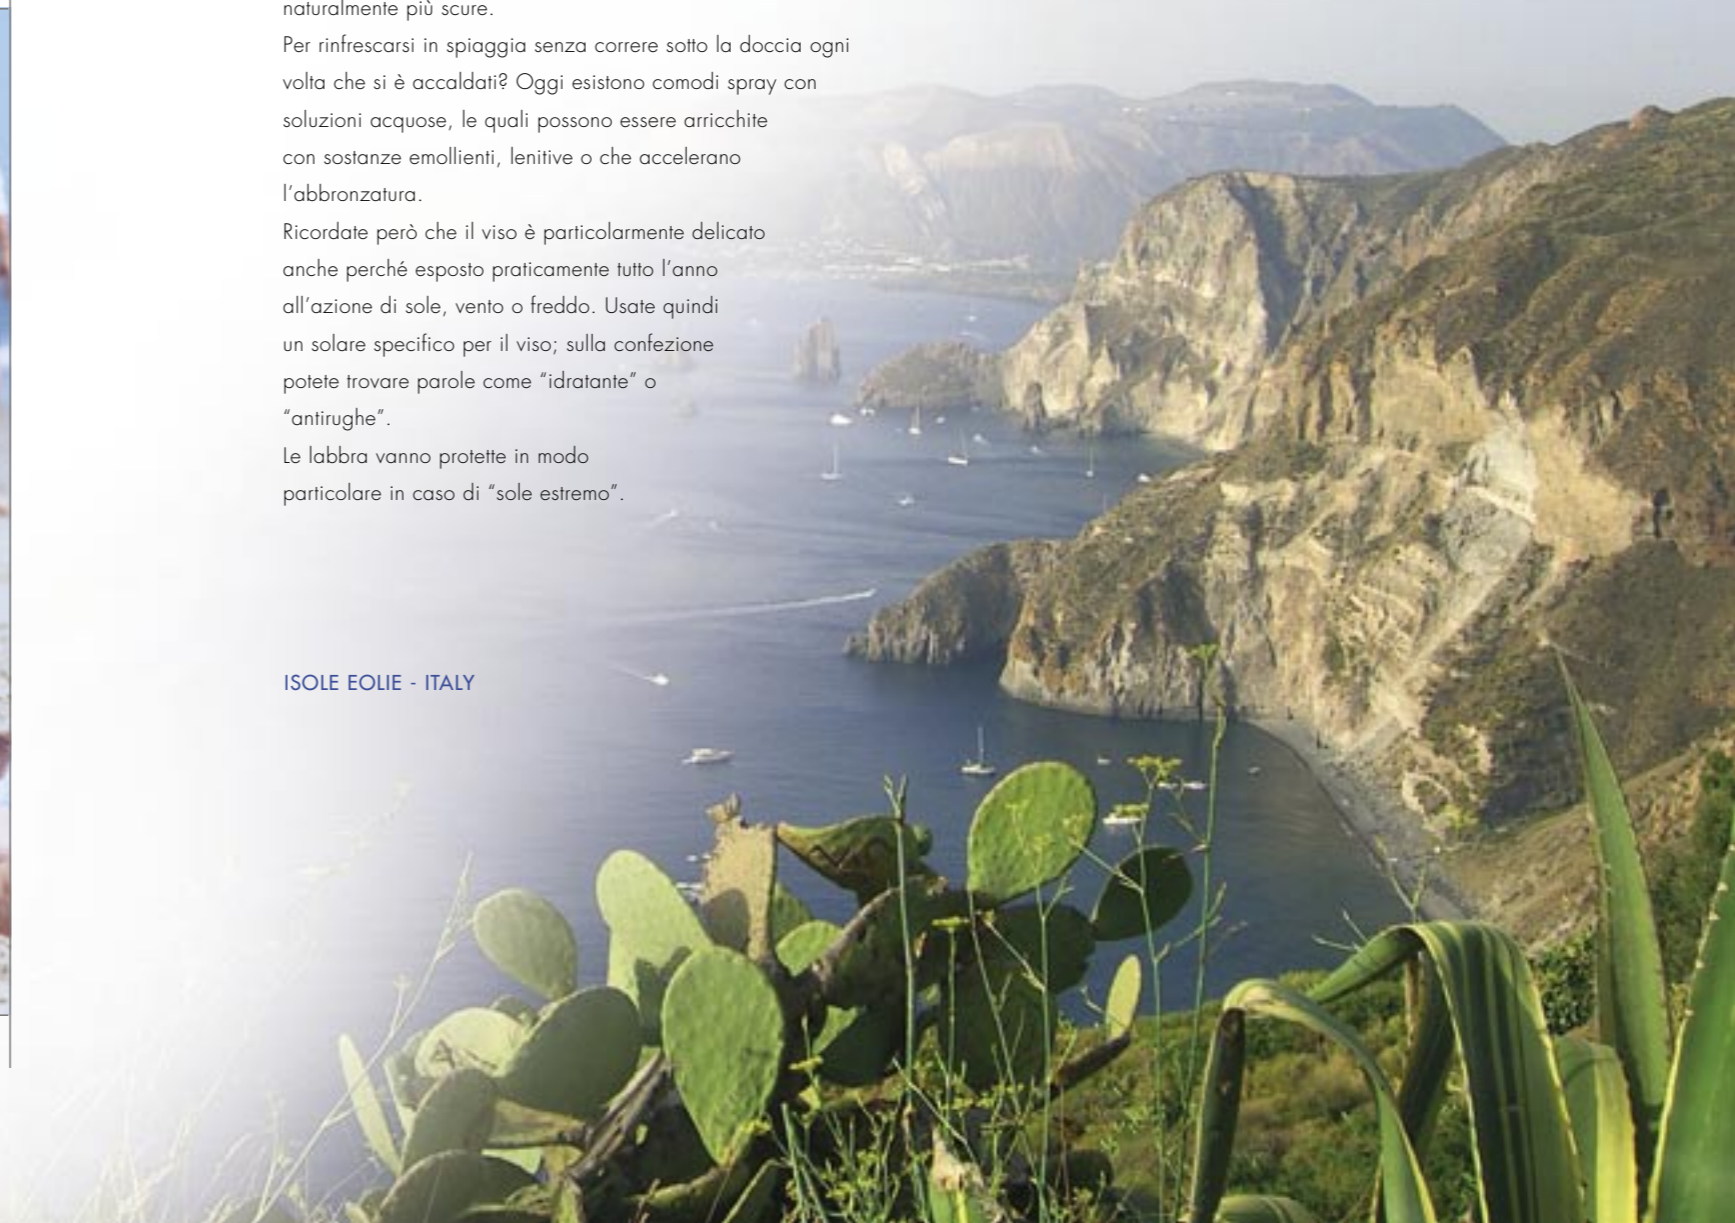 naturalmente più scure.
Per rinfrescarsi in spiaggia senza correre sotto la doccia ogni
volta che si è accaldati? Oggi esistono comodi spray con
soluzioni acquose, le quali possono essere arricchite
con sostanze emollienti, lenitive o che accelerano
l'abbronzatura.
Ricordate però che il viso è particolarmente delicato
anche perché esposto praticamente tutto l'anno
all'azione di sole, vento o freddo. Usate quindi
un solare specifico per il viso; sulla confezione
potete trovare parole come “idratante” o
“antirughe”.
Le labbra vanno protette in modo
particolare in caso di “sole estremo”.
ISOLE EOLIE - ITALY